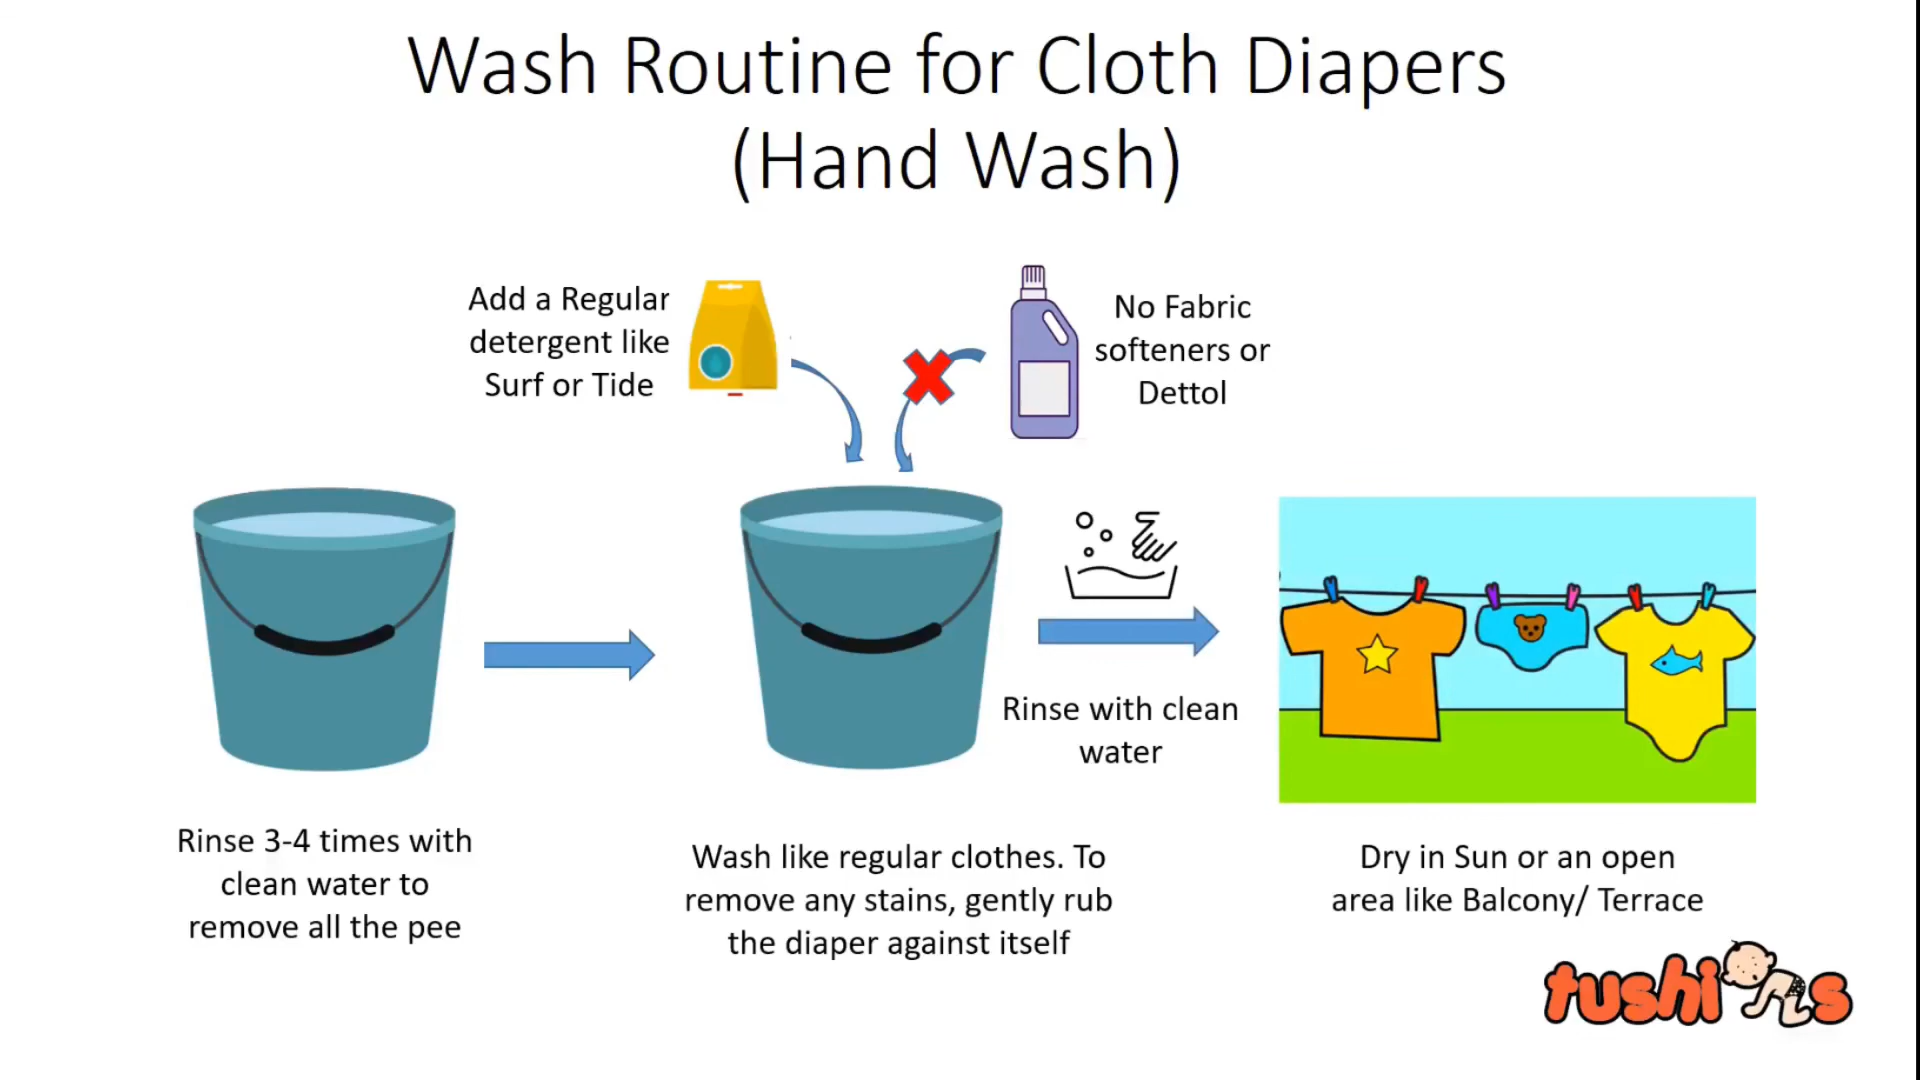 Wash Routine for Cloth Diapers
(Hand Wash)
Add a Regular
detergent like
Surf or Tide
No Fabric
softeners or
Dettol
Rinse with clean
water
Rinse 3-4 times with
clean water to
remove all the pee
Wash like regular clothes. To
remove any stains, gently rub
the diaper against itself
Dry in Sun or an open
area like Balcony/ Terrace
tushions